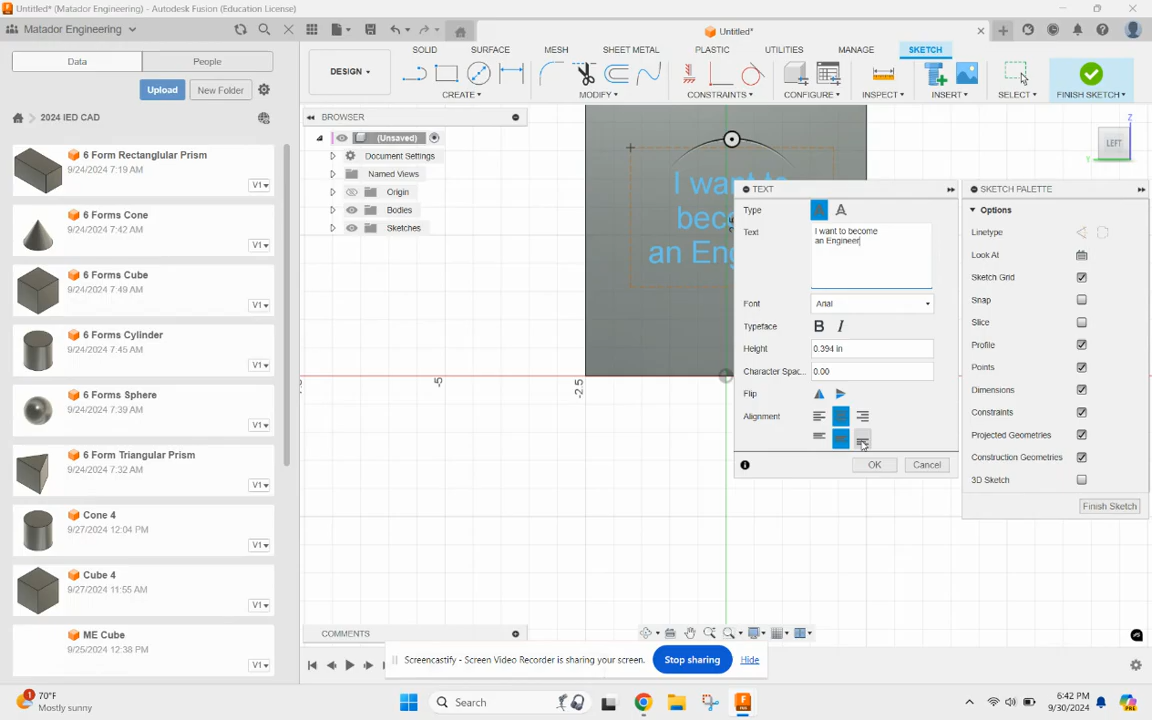 Untitled* - Autodesk Fusion (Education License)
Matador Engineering
Untitled*
Data
People
SOLID
SURFACE
MESH
SHEET METAL
PLASTIC
UTILITIES
MANAGE
SKETCH
DESIGN
CREATE
MODIFY
CONSTRAINTS
CONFIGURE
INSPECT
INSERT
SELECT
FINISH SKETCH
Upload
New Folder
2024 IED CAD
6 Form Rectanglular Prism
9/24/2024 7:19 AM
V1
6 Forms Cone
9/24/2024 7:42 AM
V1
6 Forms Cube
9/24/2024 7:49 AM
V1
6 Forms Cylinder
9/24/2024 7:45 AM
V1
6 Forms Sphere
9/24/2024 7:39 AM
V1
6 Form Triangular Prism
9/24/2024 7:32 AM
V1
Cone 4
9/27/2024 12:04 PM
V1
Cube 4
9/27/2024 11:55 AM
V1
ME Cube
9/25/2024 12:38 PM
V1
BROWSER
(Unsaved)
Document Settings
Named Views
Origin
Bodies
Sketches
I want to
become
an Eng
-5
-2.5
LEFT
Z
Y
TEXT
Type
Text
I want to become
an Engineer
Font
Arial
Typeface
B I
Height
0.394 in
Character Spac...
0.00
Flip
Alignment
OK
Cancel
SKETCH PALETTE
Options
Linetype
Look At
Sketch Grid
Snap
Slice
Profile
Points
Dimensions
Constraints
Projected Geometries
Construction Geometries
3D Sketch
Finish Sketch
COMMENTS
Screencastify - Screen Video Recorder is sharing your screen.
Stop sharing
Hide
1
70°F
Mostly sunny
Search
6:42 PM
9/30/2024